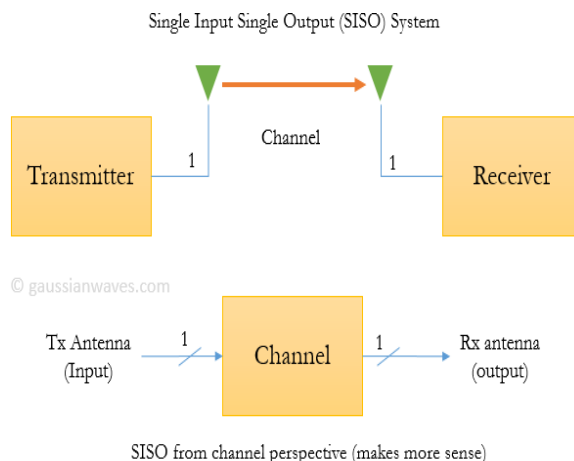 Single Input Single Output (SISO) System
1
Channel
1
Transmitter
Receiver
© gaussianwaves.com
Tx Antenna
(Input)
1
Channel
1
Rx antenna
(output)
SISO from channel perspective (makes more sense)